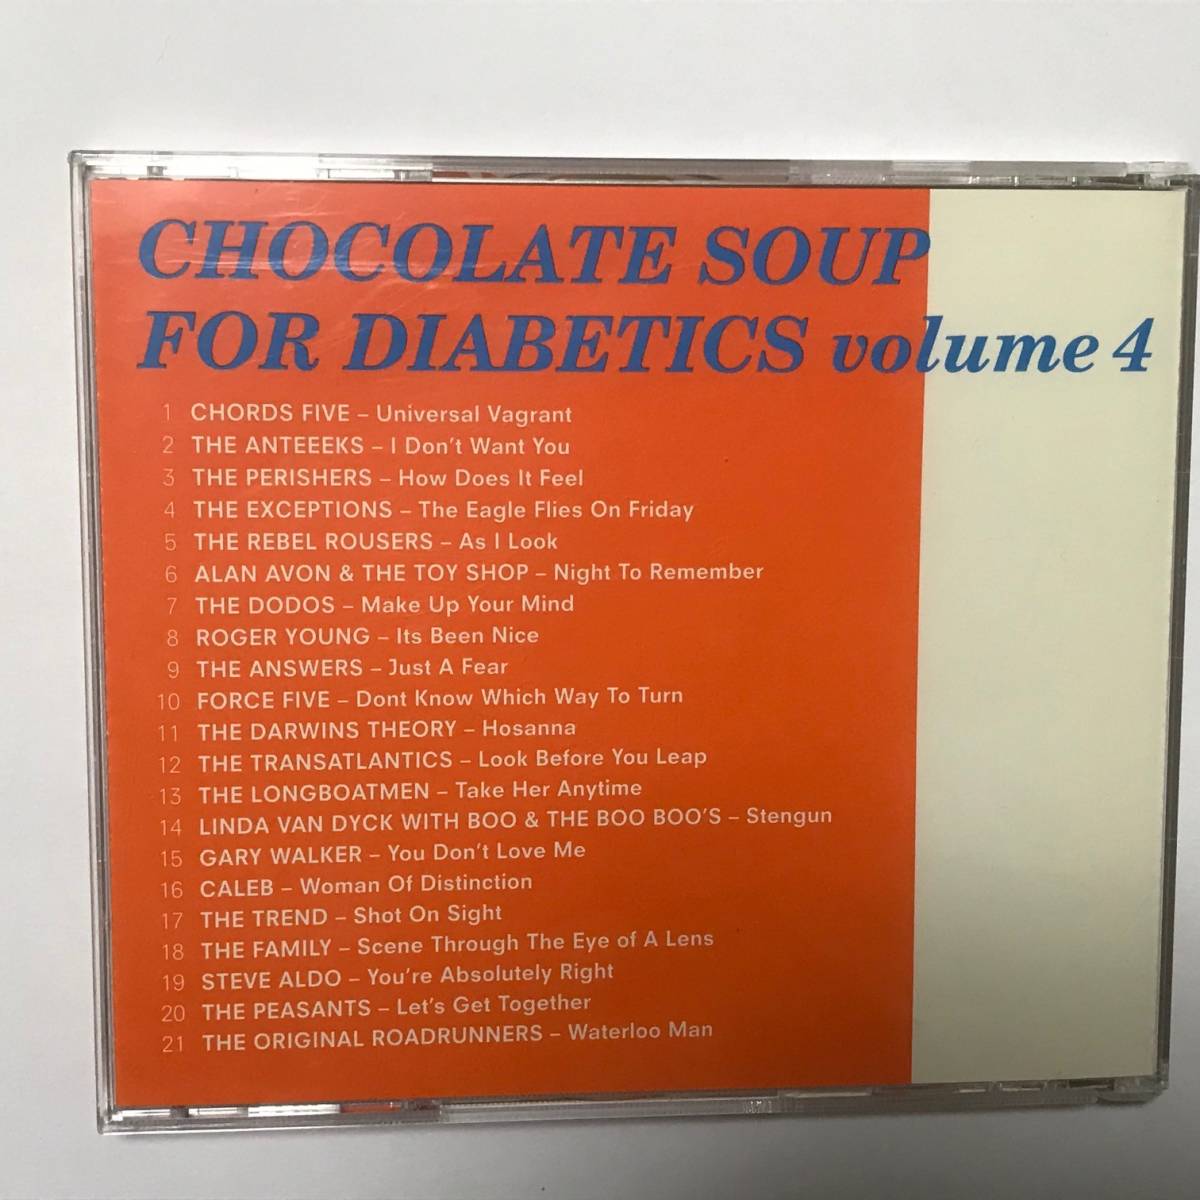 CHOCOLATE SOUP
FOR DIABETICS volume 4
1 CHORDS FIVE – Universal Vagrant
2 THE ANTEEEKS – I Don't Want You
3 THE PERISHERS – How Does It Feel
4 THE EXCEPTIONS – The Eagle Flies On Friday
5 THE REBEL ROUSERS – As I Look
6 ALAN AVON & THE TOY SHOP – Night To Remember
7 THE DODOS – Make Up Your Mind
8 ROGER YOUNG – Its Been Nice
9 THE ANSWERS – Just A Fear
10 FORCE FIVE – Dont Know Which Way To Turn
11 THE DARWINS THEORY – Hosanna
12 THE TRANSATLANTICS – Look Before You Leap
13 THE LONGBOATMEN – Take Her Anytime
14 LINDA VAN DYCK WITH BOO & THE BOO BOO'S – Stengun
15 GARY WALKER – You Don't Love Me
16 CALEB – Woman Of Distinction
17 THE TREND – Shot On Sight
18 THE FAMILY – Scene Through The Eye of A Lens
19 STEVE ALDO – You're Absolutely Right
20 THE PEASANTS – Let's Get Together
21 THE ORIGINAL ROADRUNNERS – Waterloo Man